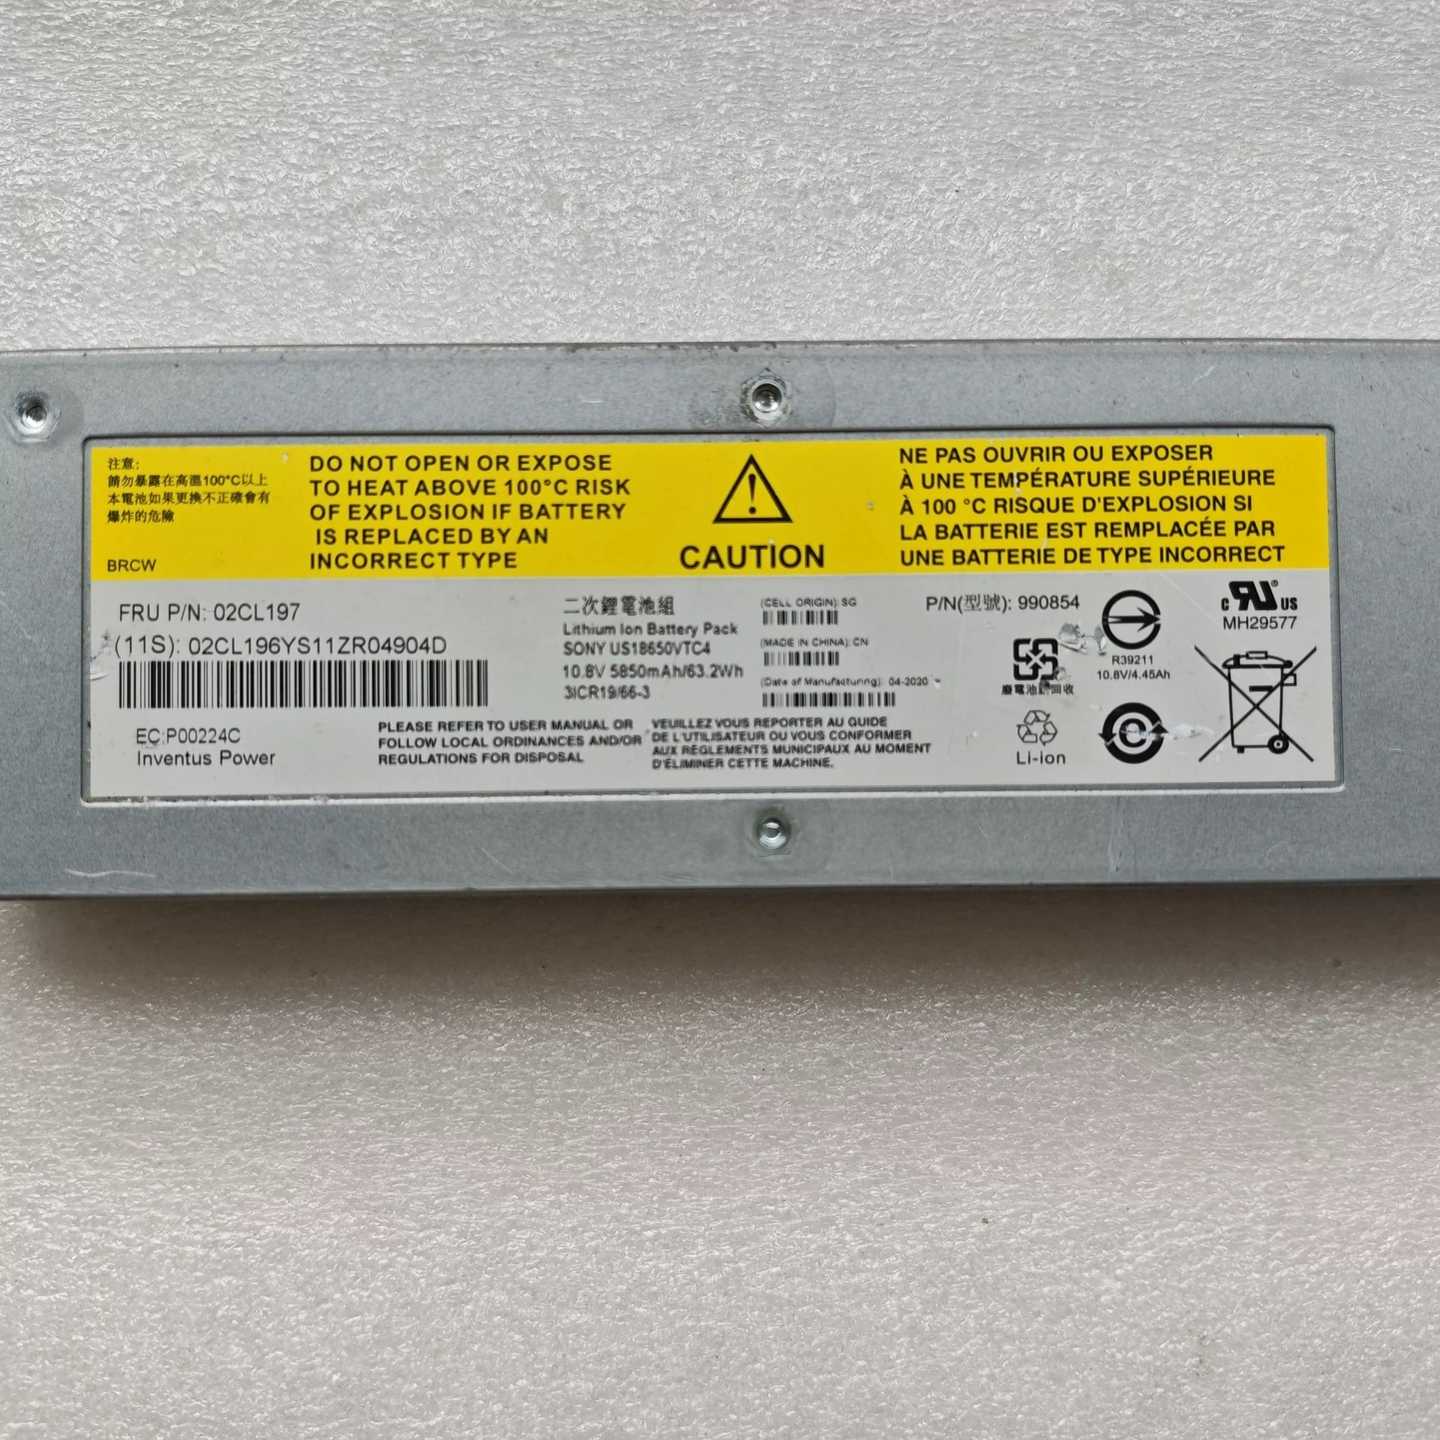 注意:
請勿暴露在高溫100°C以上
本電池如果更換不正確會有
爆炸的危險
BRCW
DO NOT OPEN OR EXPOSE
TO HEAT ABOVE 100°C RISK
OF EXPLOSION IF BATTERY
IS REPLACED BY AN
INCORRECT TYPE
CAUTION
NE PAS OUVRIR OU EXPOSER
À UNE TEMPÉRATURE SUPÉRIEURE
À 100 °C RISQUE D'EXPLOSION SI
LA BATTERIE EST REMPLACÉE PAR
UNE BATTERIE DE TYPE INCORRECT
FRU P/N: 02CL197
(11S): 02CL196YS11ZR04904D
EC:P00224C
Inventus Power
二次鋰電池組
Lithium Ion Battery Pack
SONY US18650VTC4
10.8V 5850mAh/63.2Wh
3ICR19/66-3
(CELL ORIGIN): SG
(MADE IN CHINA): CN
(Date of Manufacturing): 04-2020
PLEASE REFER TO USER MANUAL OR
FOLLOW LOCAL ORDINANCES AND/OR
REGULATIONS FOR DISPOSAL
VEUILLEZ VOUS REPORTER AU GUIDE
DE L'UTILISATEUR OU VOUS CONFORMER
AUX RÈGLEMENTS MUNICIPAUX AU MOMENT
D'ÉLIMINER CETTE MACHINE.
P/N(型號): 990854
R39211
10.8V/4.45Ah
c RU® US
MH29577
廢電池 回收
Li-ion
C